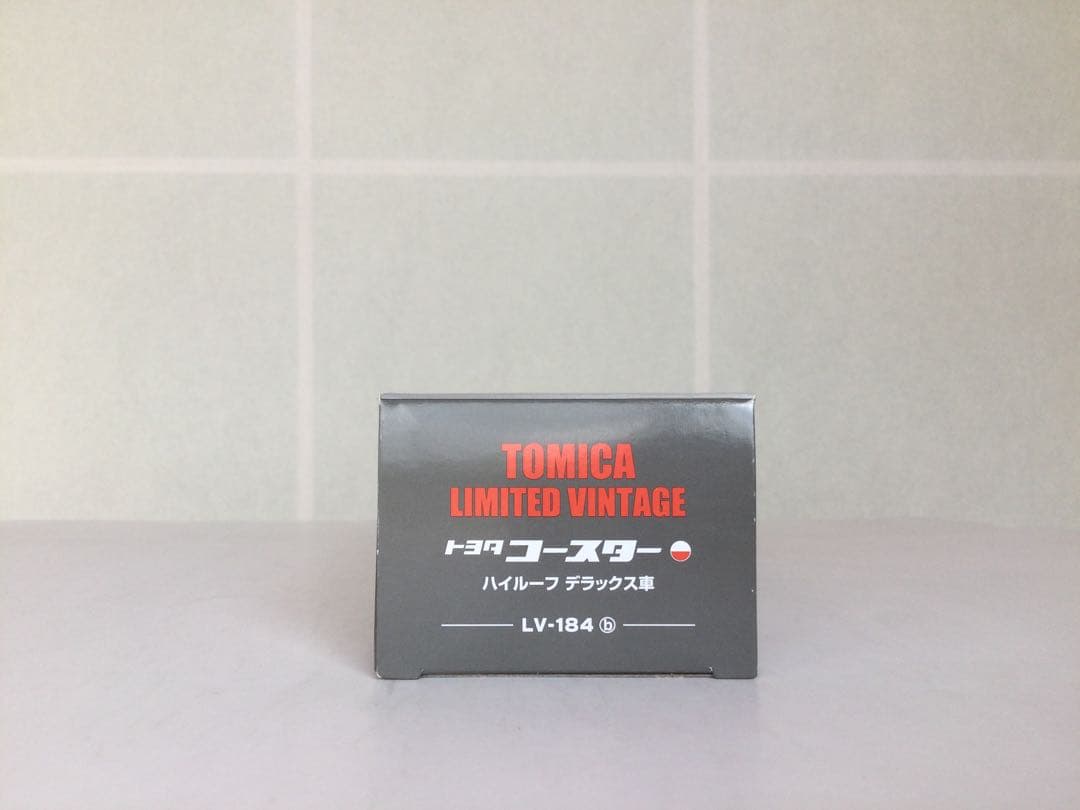 TOMICA
LIMITED VINTAGE
トヨタ コースター
ハイルーフ デラックス車
LV-184 ⓑ